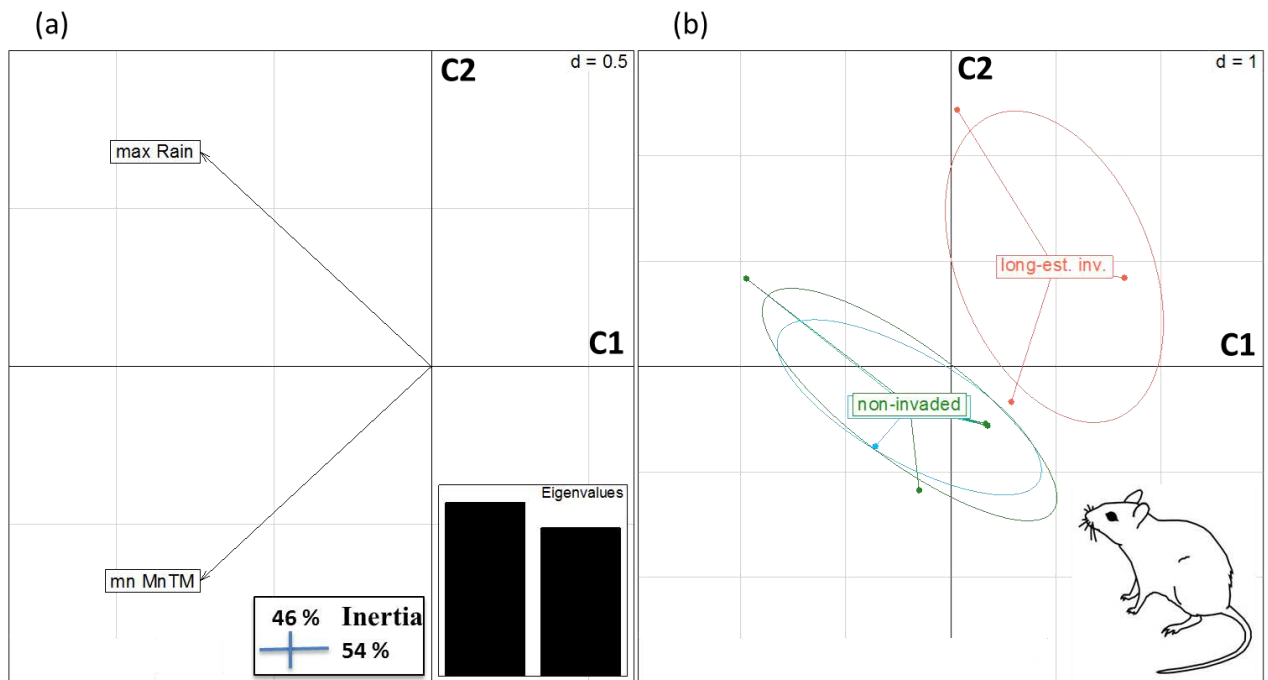 (a)
(b)
C2
d = 0.5
max Rain
C1
mn MnTM
Eigenvalues
46 % Inertia
54 %
C2
d = 1
long-est. inv.
C1
non-invaded